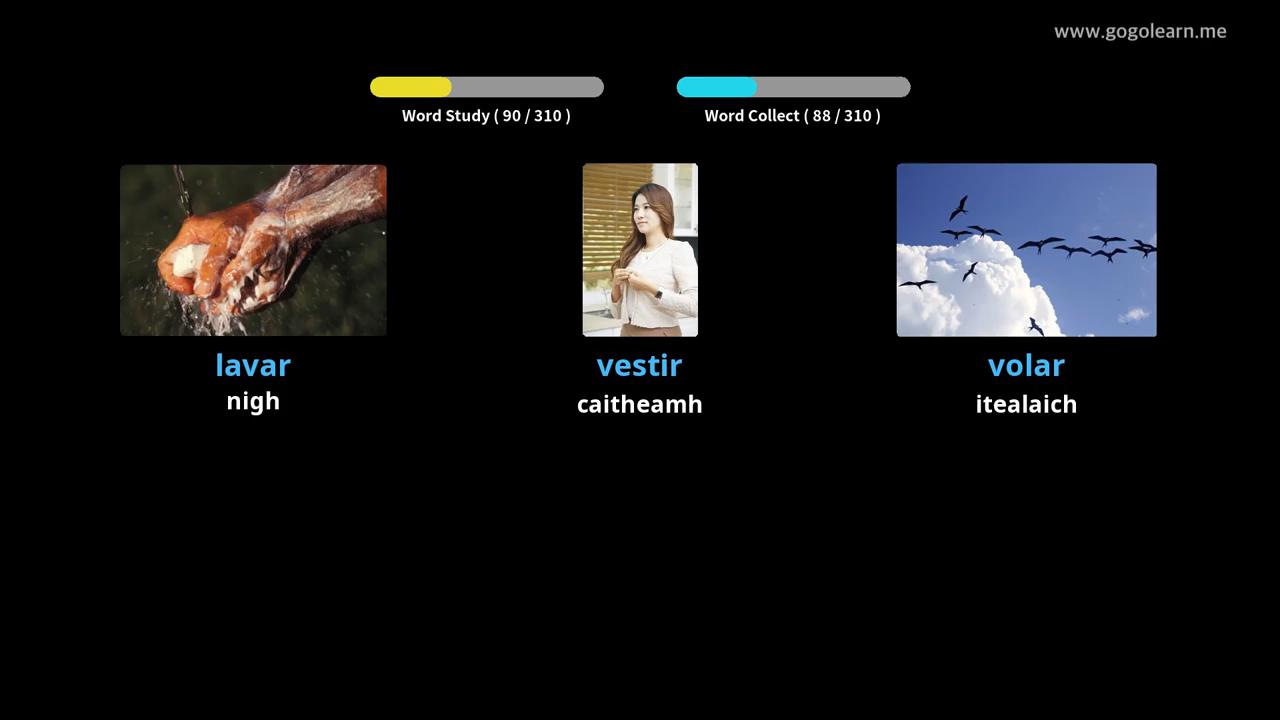 www.gogolearn.me
Word Study ( 90 / 310 )
Word Collect ( 88 / 310 )
lavar
nigh
vestir
caitheamh
volar
itealaich